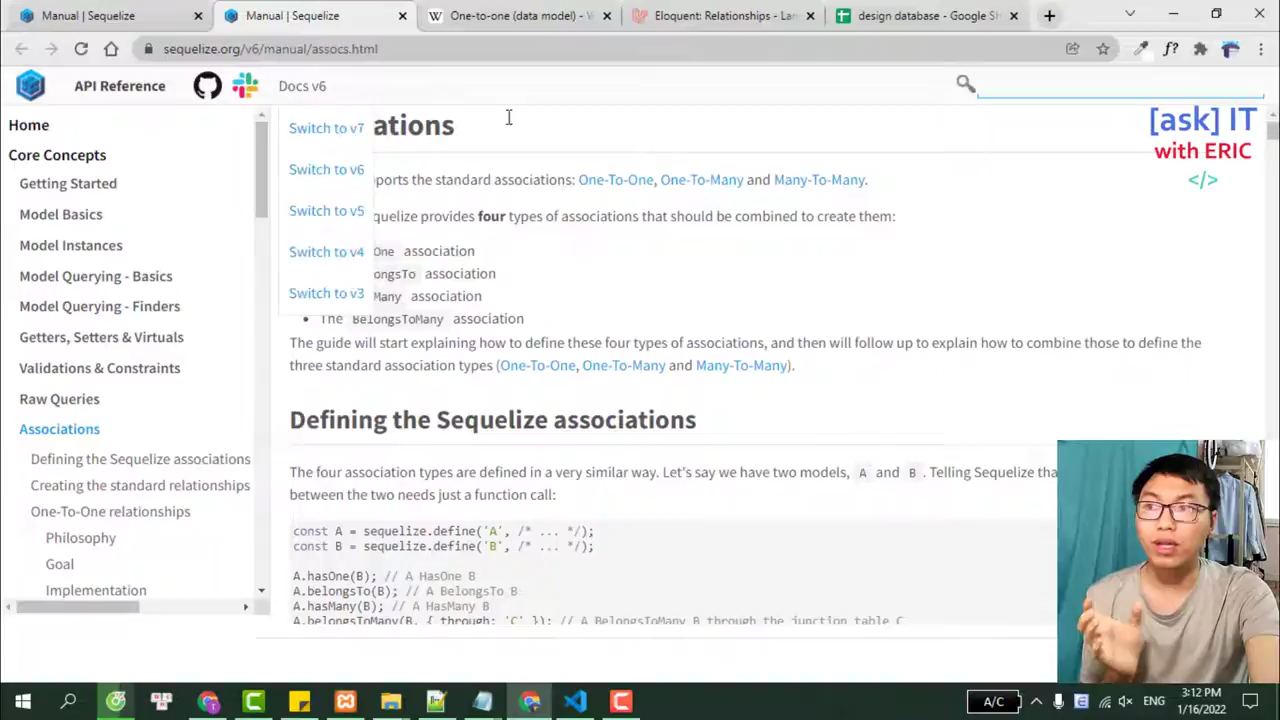 Manual | Sequelize
Manual | Sequelize
One-to-one (data model) - W
Eloquent: Relationships - La
design database - Google Sh
sequelize.org/v6/manual/assocs.html
API Reference
Docs v6
[ask] IT
with ERIC
</>
Home
Core Concepts
Getting Started
Model Basics
Model Instances
Model Querying - Basics
Model Querying - Finders
Getters, Setters & Virtuals
Validations & Constraints
Raw Queries
Associations
Defining the Sequelize associations
Creating the standard relationships
One-To-One relationships
Philosophy
Goal
Implementation
Switch to v7
Switch to v6
Switch to v5
Switch to v4
Switch to v3
ations
ports the standard associations: One-To-One, One-To-Many and Many-To-Many.
quelize provides four types of associations that should be combined to create them:
One association
ongsTo association
Many association
The BelongsToMany association
The guide will start explaining how to define these four types of associations, and then will follow up to explain how to combine those to define the
three standard association types (One-To-One, One-To-Many and Many-To-Many).
Defining the Sequelize associations
The four association types are defined in a very similar way. Let's say we have two models, A and B. Telling Sequelize tha
between the two needs just a function call:
const A = sequelize.define('A', /* ... */);
const B = sequelize.define('B', /* ... */);
A.hasOne(B); // A HasOne B
A.belongsTo(B); // A BelongsTo B
A.hasMany(B); // A HasMany B
A.belongsToMany(B, { through: 'C' }); // A BelongsToMany B through the junction table C
A/C
ENG
3:12 PM
1/16/2022